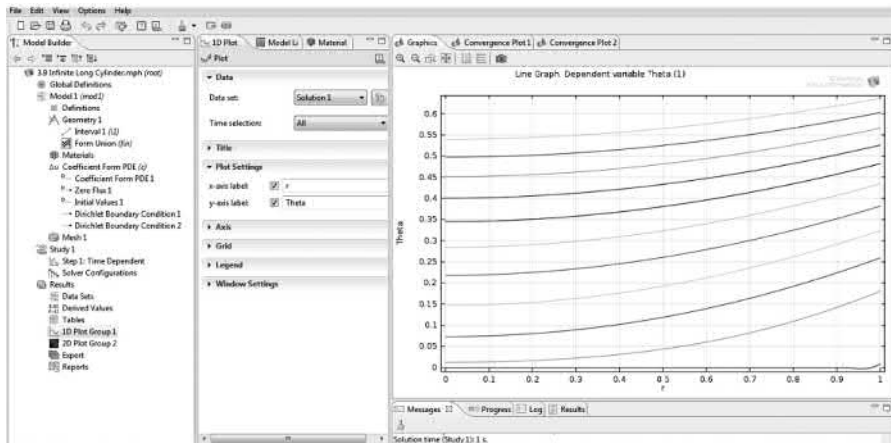 File Edit View Options Help
Model Builder
3.9 Infinite Long Cylinder.mph (root)
Global Definitions
Model 1 (mod1)
Definitions
Geometry 1
Interval 1 (i1)
Form Union (fin)
Materials
Δu Coefficient Form PDE (c)
Coefficient Form PDE 1
Zero Flux 1
Initial Values 1
Dirichlet Boundary Condition 1
Dirichlet Boundary Condition 2
Mesh 1
Study 1
Step 1: Time Dependent
Solver Configurations
Results
Data Sets
Derived Values
Tables
1D Plot Group 1
2D Plot Group 2
Export
Reports
1D Plot Model Li Material
Plot
Data
Data set: Solution 1
Time selection: All
Title
Plot Settings
x-axis label: r
y-axis label: Theta
Axis
Grid
Legend
Window Settings
Graphics Convergence Plot 1 Convergence Plot 2
Line Graph. Dependent variable Theta (1)
0.6
0.55
0.5
0.45
0.4
0.35
0.3
0.25
0.2
0.15
0.1
0.05
0
Theta
0 0.1 0.2 0.3 0.4 0.5 0.6 0.7 0.8 0.9 1
r
Messages Progress Log Results
Solution time (Study 1): 1 s.